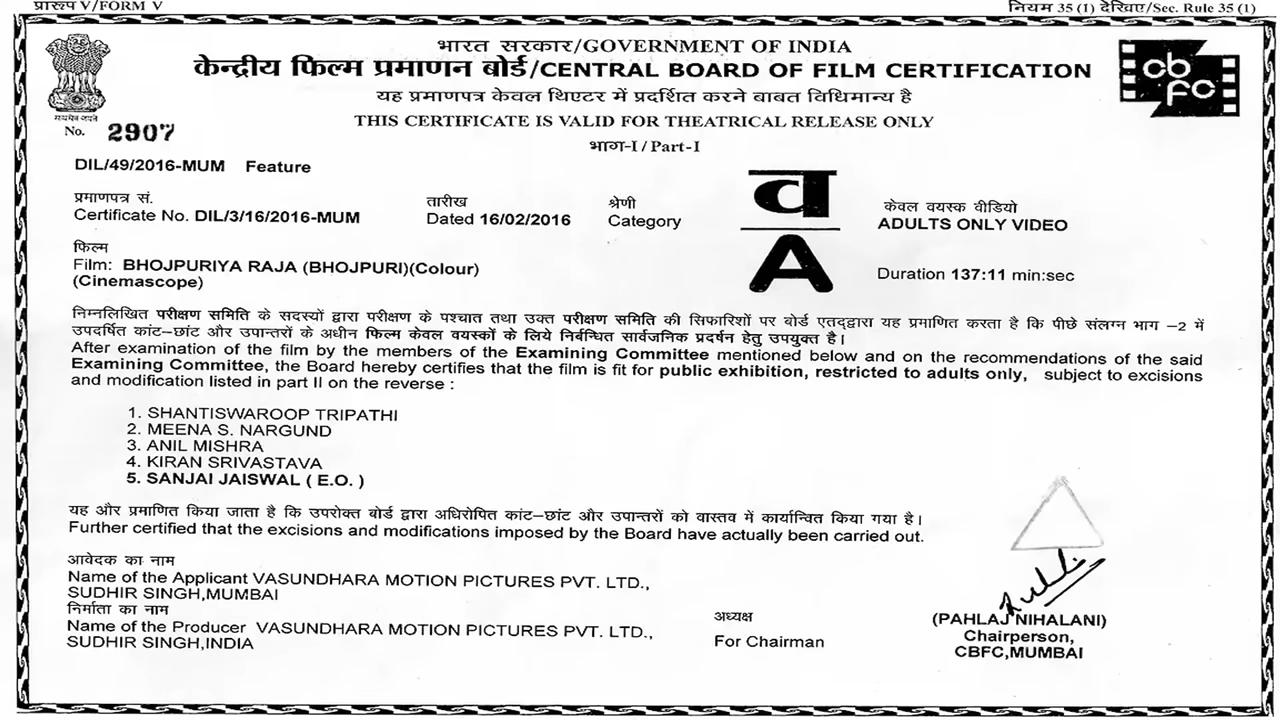 प्रारूप V/FORM V
नियम 35 (1) देखिए/Sec. Rule 35 (1)
भारत सरकार/GOVERNMENT OF INDIA
केन्द्रीय फिल्म प्रमाणन बोर्ड/CENTRAL BOARD OF FILM CERTIFICATION
cb
fc
यह प्रमाणपत्र केवल थिएटर में प्रदर्शित करने बाबत विधिमान्य है
सत्यमेव जयते
THIS CERTIFICATE IS VALID FOR THEATRICAL RELEASE ONLY
No. 2907
भाग-I / Part-I
DIL/49/2016-MUM Feature
प्रमाणपत्र सं.
Certificate No. DIL/3/16/2016-MUM
तारीख
Dated 16/02/2016
श्रेणी
Category
व
A
केवल वयस्क वीडियो
ADULTS ONLY VIDEO
फिल्म
Film: BHOJPURIYA RAJA (BHOJPURI)(Colour)
(Cinemascope)
Duration 137:11 min:sec
निम्नलिखित परीक्षण समिति के सदस्यों द्वारा परीक्षण के पश्चात तथा उक्त परीक्षण समिति की सिफारिशों पर बोर्ड एतद्द्वारा यह प्रमाणित करता है कि पीछे संलग्न भाग –2 में
उपदर्षित कांट–छांट और उपान्तरों के अधीन फिल्म केवल वयस्कों के लिये निर्बन्धित सार्वजनिक प्रदर्षन हेतु उपयुक्त है।
After examination of the film by the members of the Examining Committee mentioned below and on the recommendations of the said
Examining Committee, the Board hereby certifies that the film is fit for public exhibition, restricted to adults only, subject to excisions
and modification listed in part II on the reverse :
1. SHANTISWAROOP TRIPATHI
2. MEENA S. NARGUND
3. ANIL MISHRA
4. KIRAN SRIVASTAVA
5. SANJAI JAISWAL ( E.O. )
यह और प्रमाणित किया जाता है कि उपरोक्त बोर्ड द्वारा अधिरोपित कांट–छांट और उपान्तरों को वास्तव में कार्यान्वित किया गया है।
Further certified that the excisions and modifications imposed by the Board have actually been carried out.
आवेदक का नाम
Name of the Applicant VASUNDHARA MOTION PICTURES PVT. LTD.,
SUDHIR SINGH,MUMBAI
निर्माता का नाम
Name of the Producer VASUNDHARA MOTION PICTURES PVT. LTD.,
SUDHIR SINGH,INDIA
अध्यक्ष
For Chairman
(PAHLAJ NIHALANI)
Chairperson,
CBFC,MUMBAI